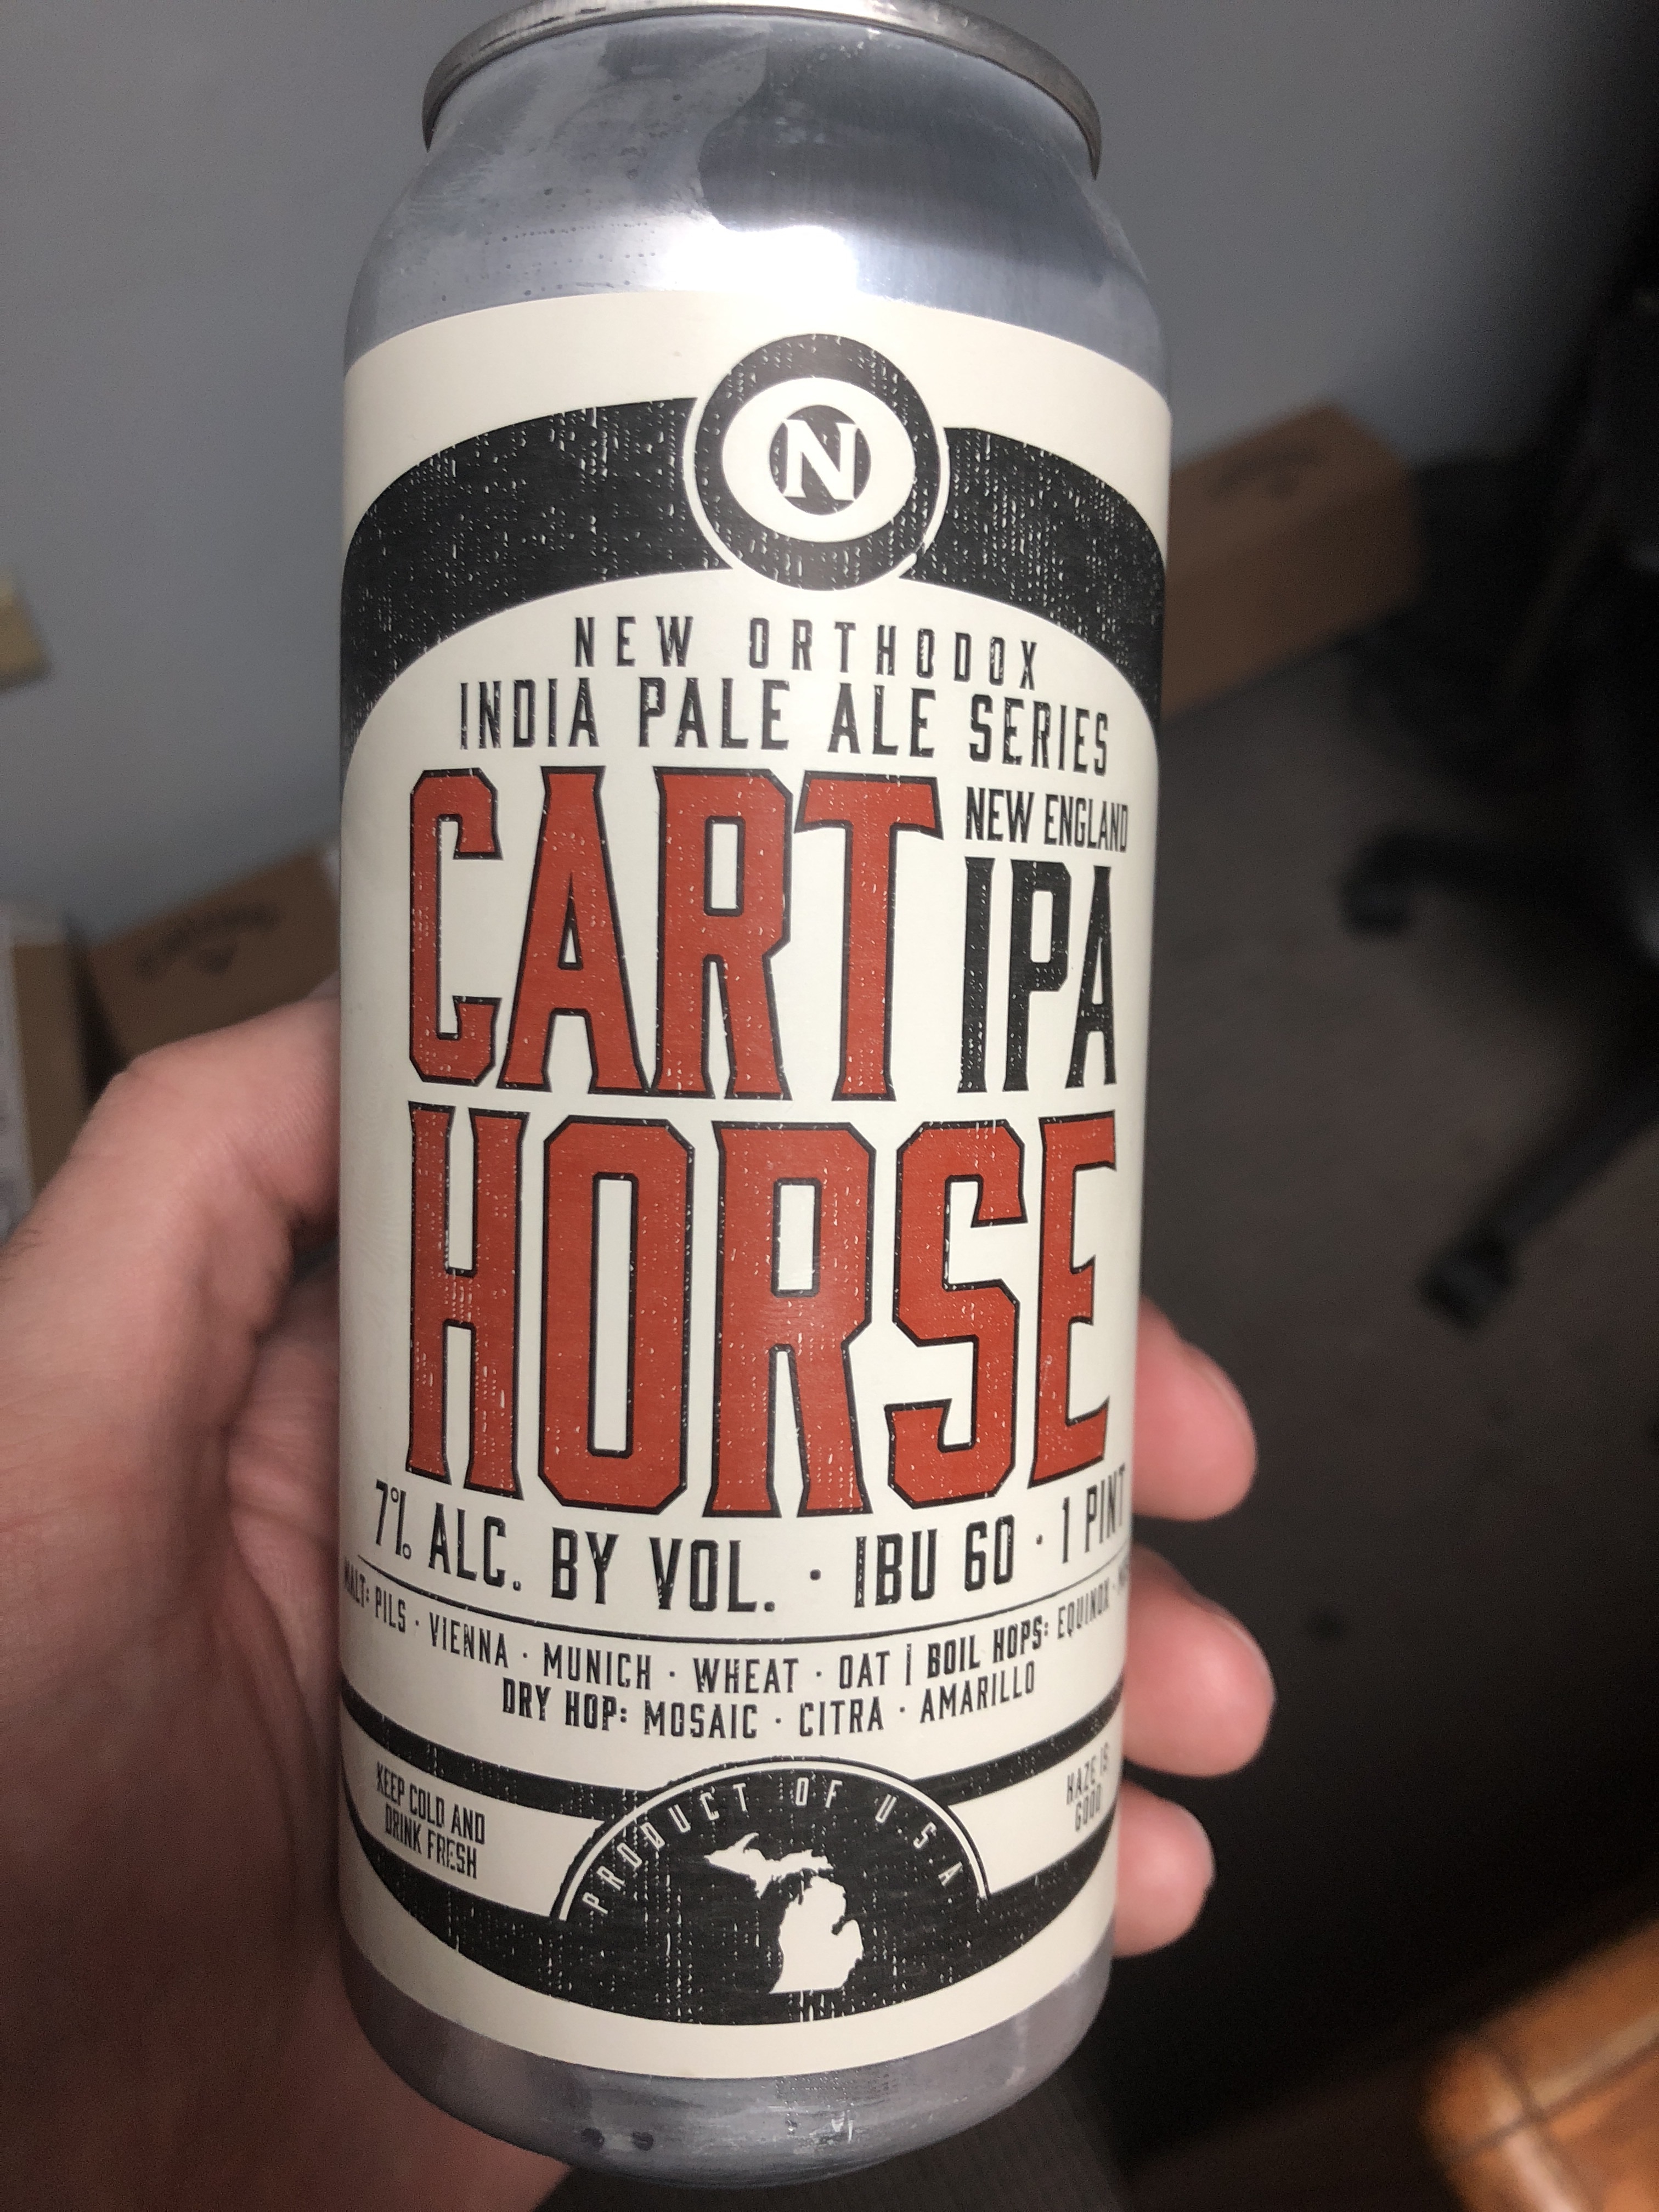 N
NEW ORTHODOX
INDIA PALE ALE SERIES
CART
NEW ENGLAND
IPA
HORSE
7% ALC. BY VOL. · IBU 60 · 1 PINT
MALT: PILS · VIENNA · MUNICH · WHEAT · OAT | BOIL HOPS: EQUINOX ·
DRY HOP: MOSAIC · CITRA · AMARILLO
KEEP COLD AND
DRINK FRESH
HAZE IS
GOOD
PRODUCT OF U.S.A.